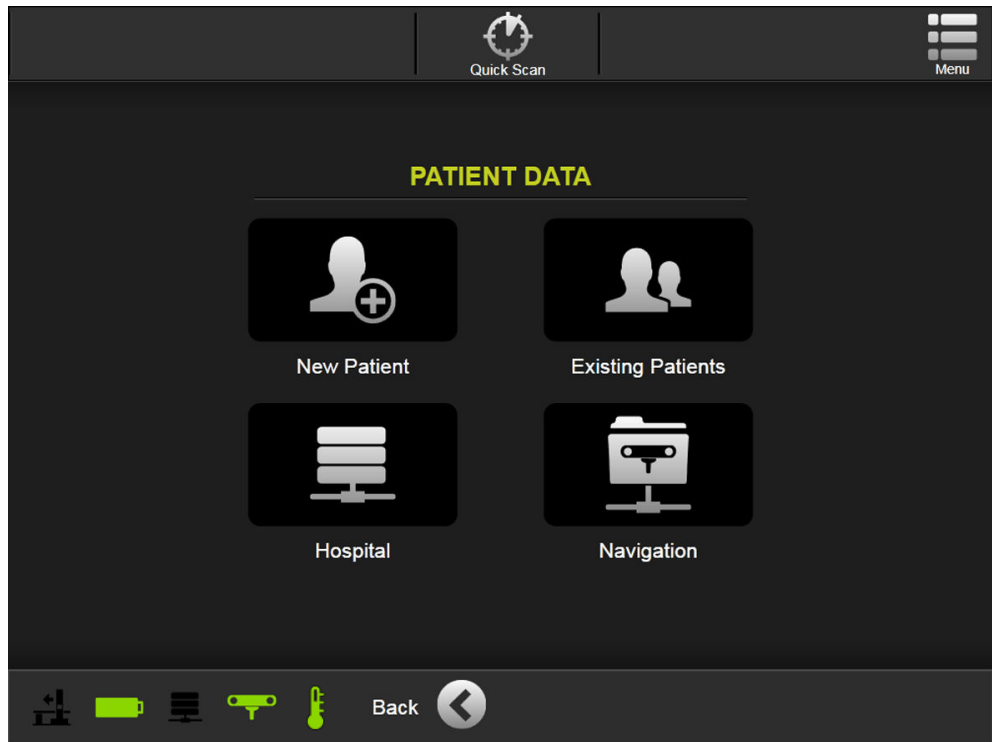 Quick Scan
Menu
PATIENT DATA
New Patient
Existing Patients
Hospital
Navigation
Back